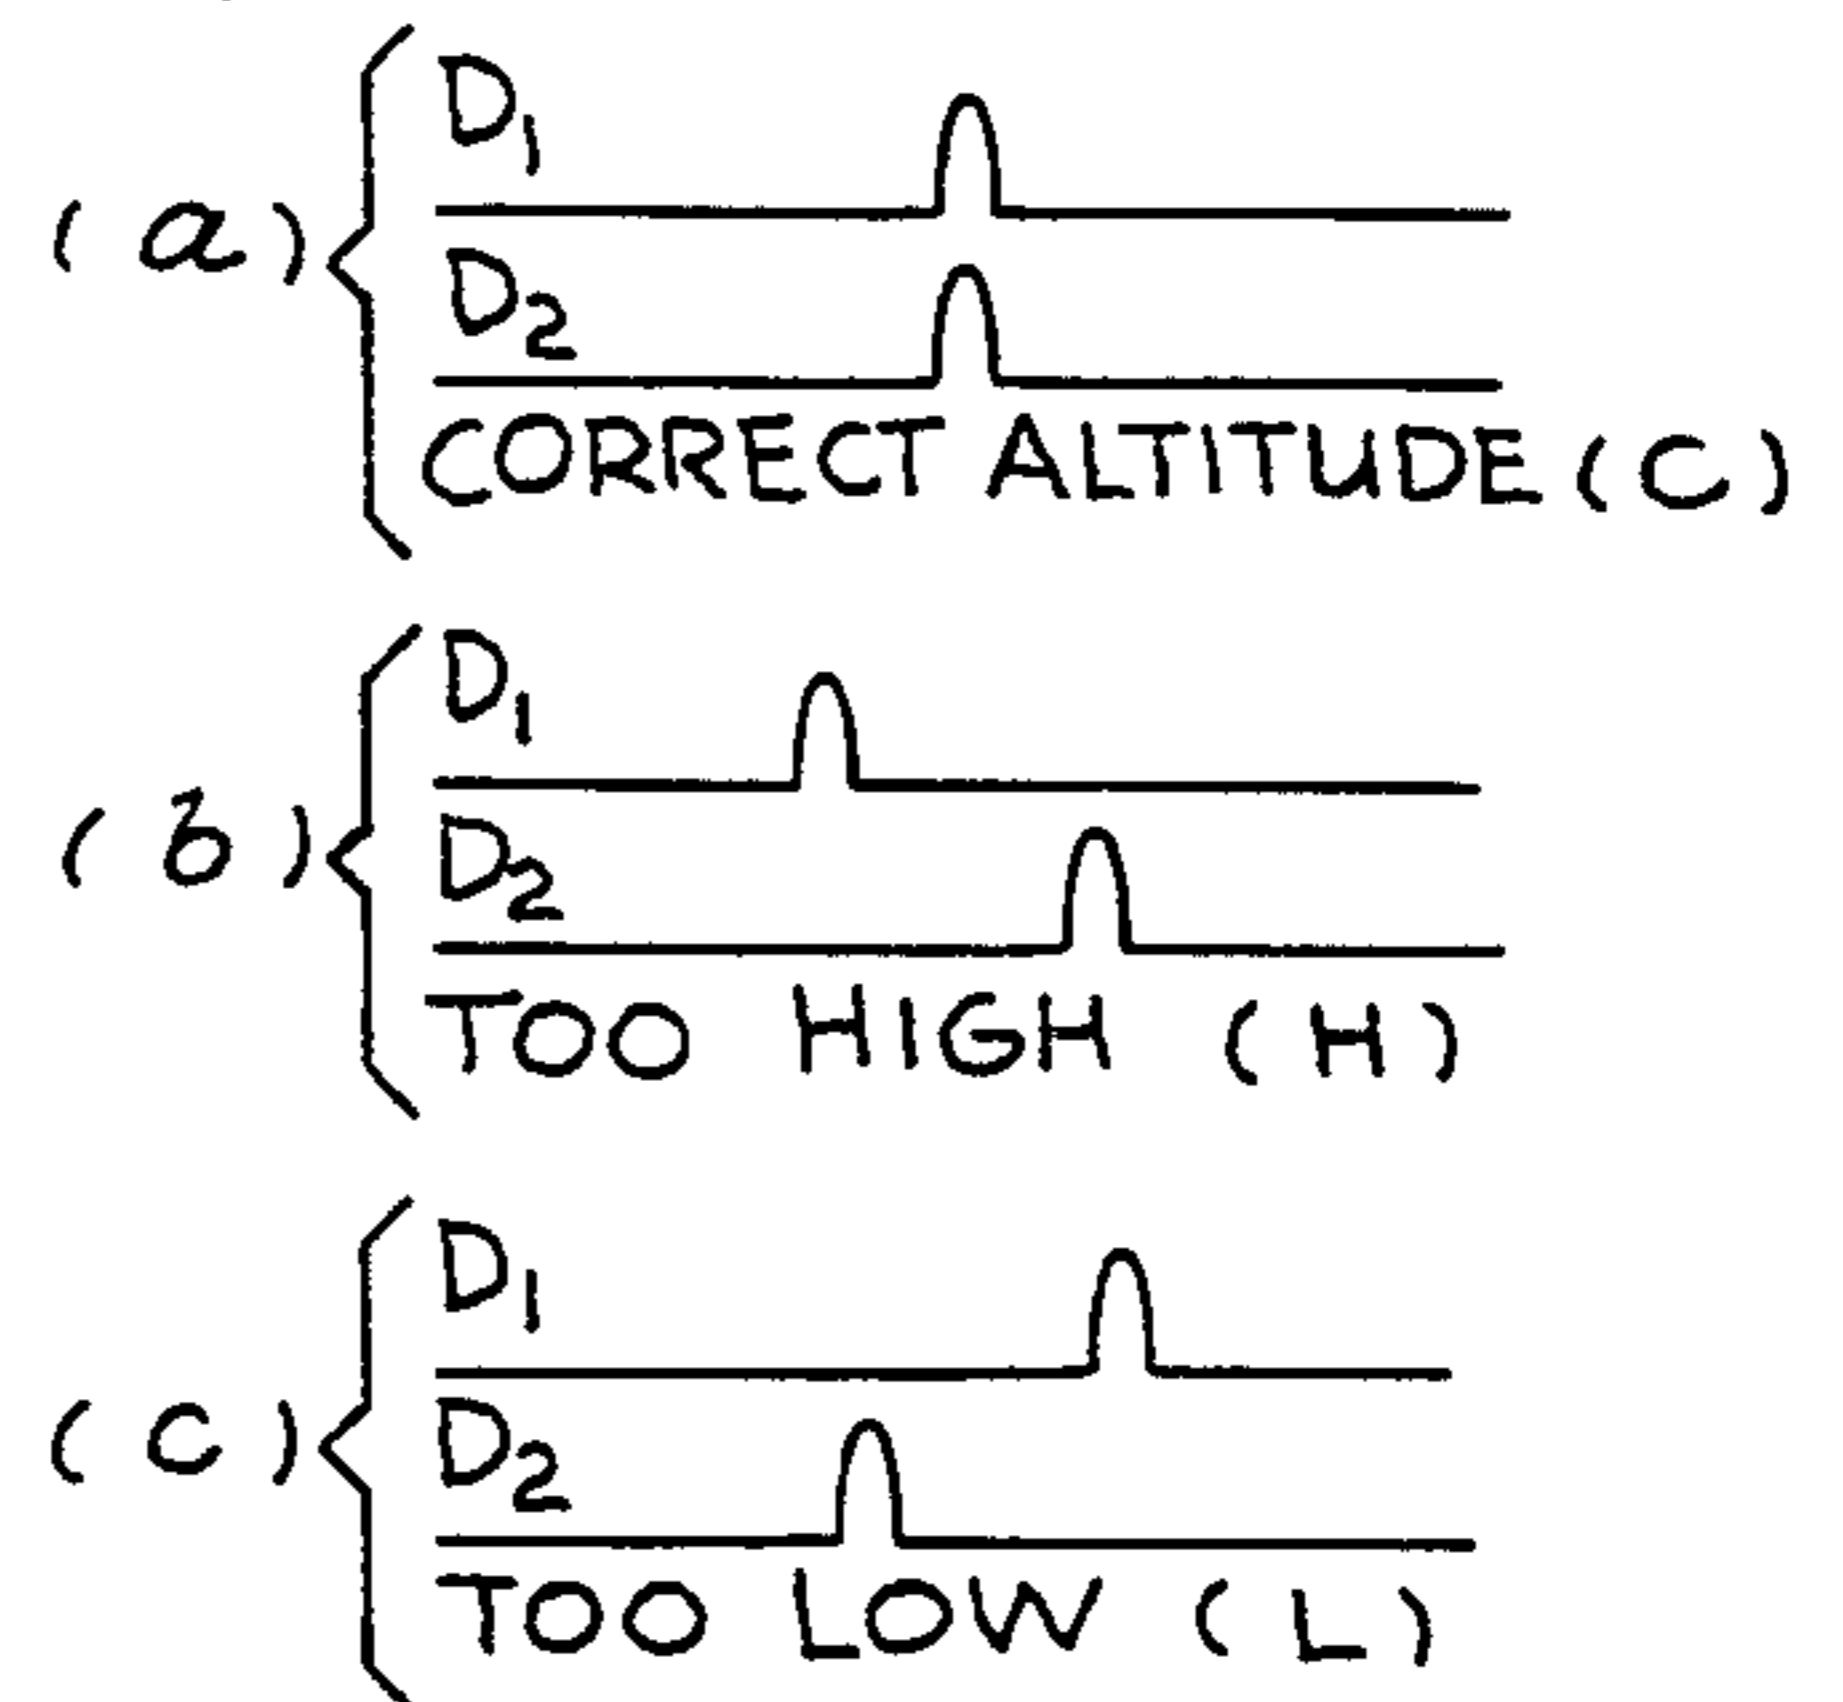 D1
(a)
D2
CORRECT ALTITUDE (C)
D1
(b)
D2
TOO HIGH (H)
D1
(c)
D2
TOO LOW (L)